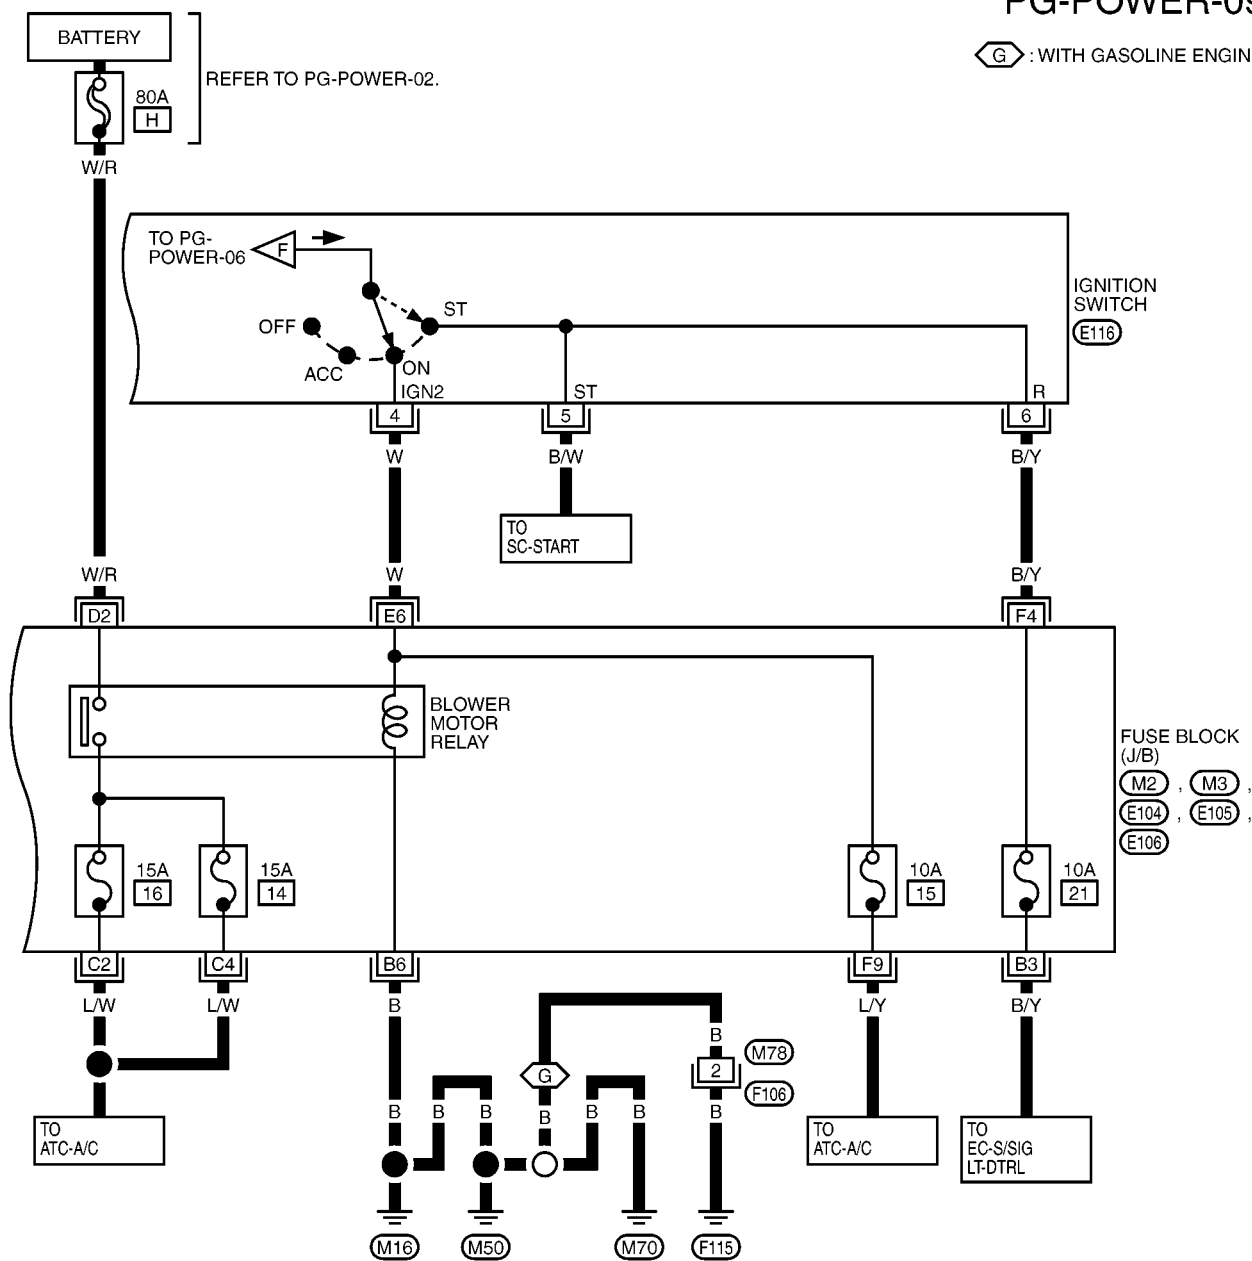 PG-POWER-09
BATTERY
G : WITH GASOLINE ENGIN
REFER TO PG-POWER-02.
80A
H
W/R
TO PG-
POWER-06
F
ST
OFF
ACC
ON
IGN2
ST
R
IGNITION
SWITCH
E116
4
5
6
W
B/W
B/Y
TO
SC-START
W/R
W
B/Y
D2
E6
F4
BLOWER
MOTOR
RELAY
FUSE BLOCK
(J/B)
M2 , M3 ,
E104 , E105 ,
E106
15A
16
15A
14
10A
15
10A
21
C2
C4
B6
F9
B3
L/W
L/W
B
L/Y
B/Y
B
M78
2
F106
G
B
B
B
B
B
B
B
TO
ATC-A/C
TO
ATC-A/C
TO
EC-S/SIG
LT-DTRL
M16
M50
M70
F115